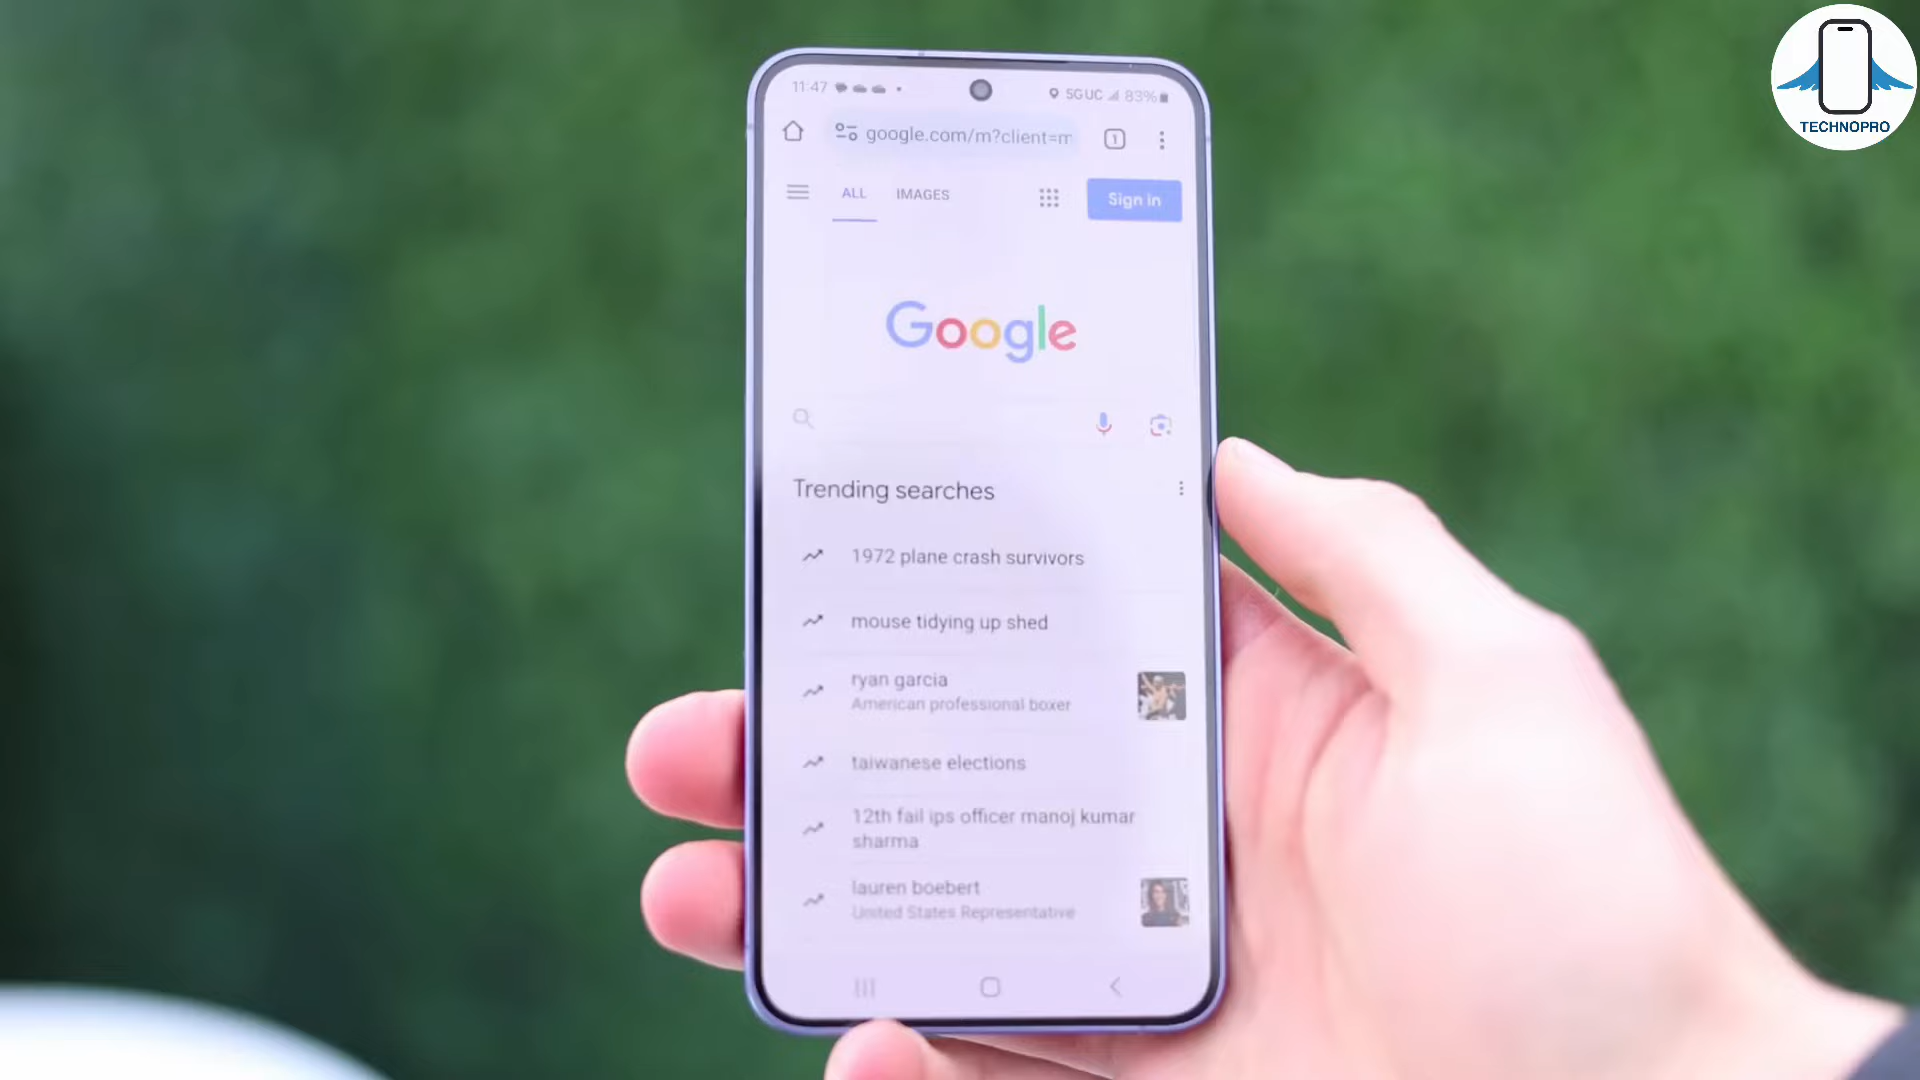 TECHNOPRO
11:47
5G UC 83%
google.com/m?client=m
1
ALL IMAGES
Sign in
Google
Trending searches
1972 plane crash survivors
mouse tidying up shed
ryan garcia
American professional boxer
taiwanese elections
12th fail ips officer manoj kumar
sharma
lauren boebert
United States Representative